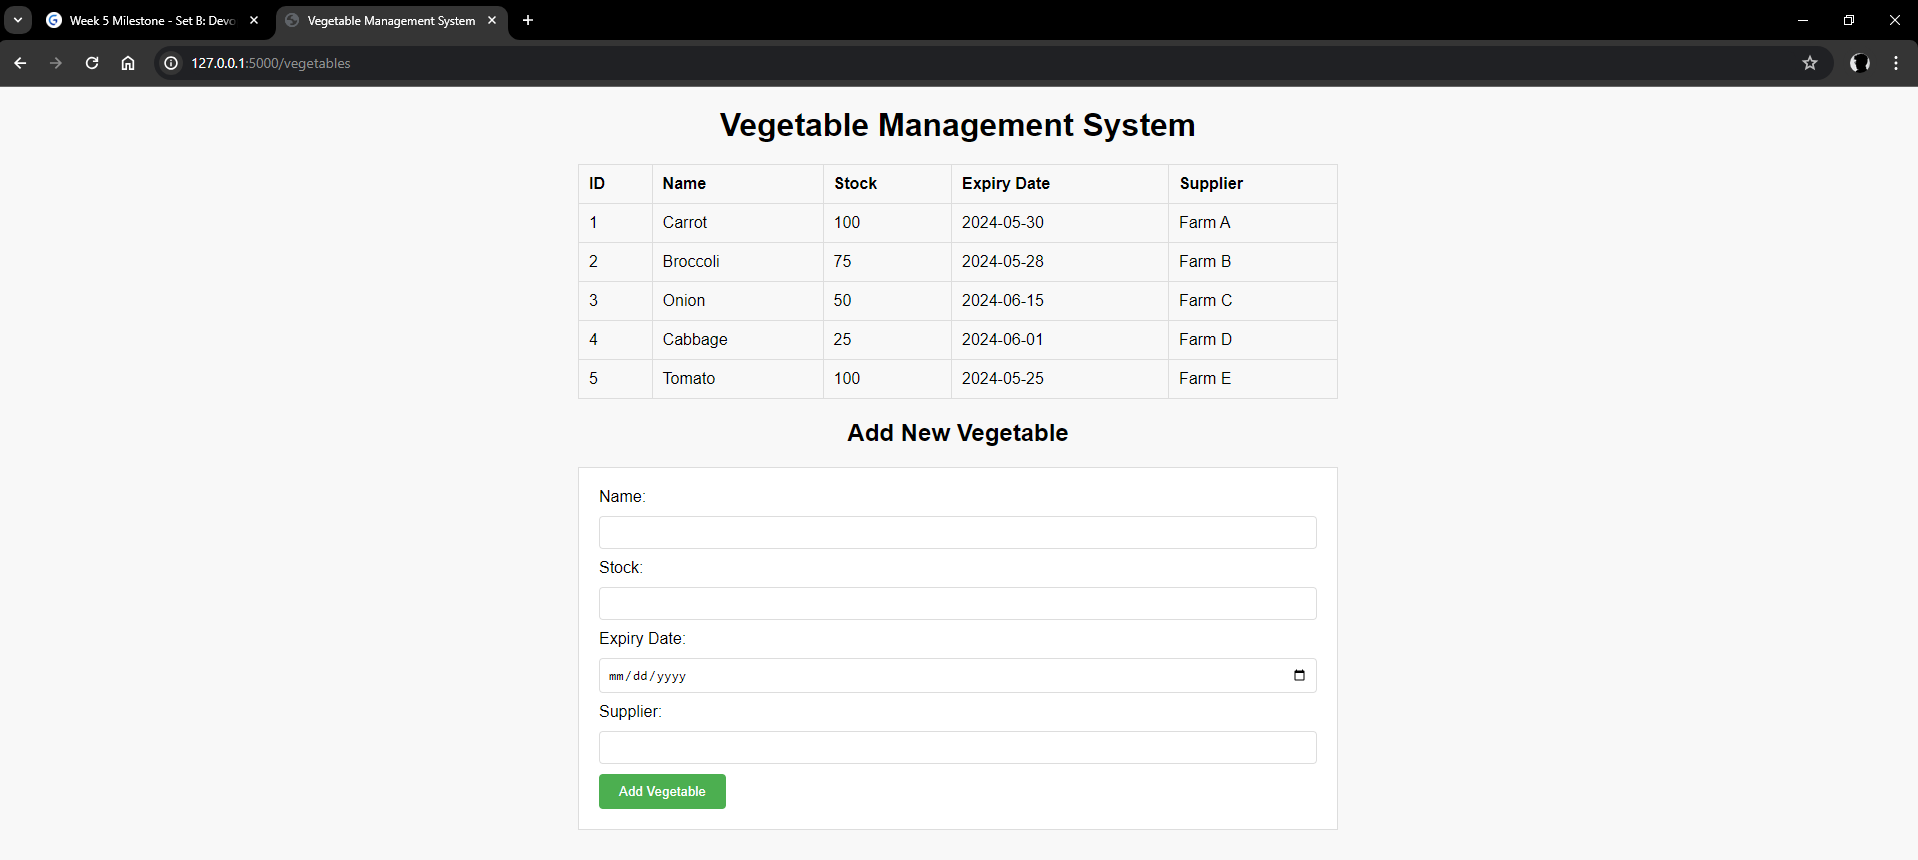 Week 5 Milestone - Set B: Devo
Vegetable Management System
127.0.0.1:5000/vegetables
Vegetable Management System
ID Name Stock Expiry Date Supplier
1 Carrot 100 2024-05-30 Farm A
2 Broccoli 75 2024-05-28 Farm B
3 Onion 50 2024-06-15 Farm C
4 Cabbage 25 2024-06-01 Farm D
5 Tomato 100 2024-05-25 Farm E
Add New Vegetable
Name:
Stock:
Expiry Date:
mm/dd/yyyy
Supplier:
Add Vegetable